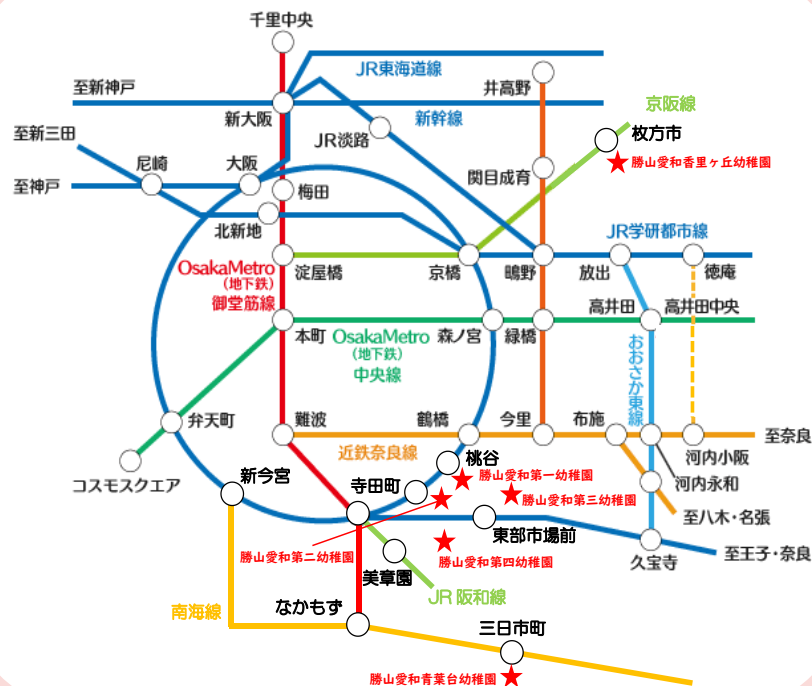 千里中央
JR東海道線
至新神戸
井高野
京阪線
新大阪
新幹線
枚方市
至新三田
JR淡路
勝山愛和香里ヶ丘幼稚園
尼崎
大阪
関目成育
至神戸
梅田
北新地
JR学研都市線
OsakaMetro
(地下鉄)
御堂筋線
淀屋橋
京橋
鴫野
放出
徳庵
高井田
高井田中央
本町
OsakaMetro
(地下鉄)
中央線
森ノ宮
緑橋
おおさか東線
弁天町
難波
鶴橋
今里
布施
至奈良
近鉄奈良線
桃谷
河内小阪
コスモスクエア
新今宮
寺田町
勝山愛和第一幼稚園
河内永和
勝山愛和第三幼稚園
至八木・名張
東部市場前
勝山愛和第二幼稚園
勝山愛和第四幼稚園
久宝寺
至王子・奈良
美章園
JR阪和線
南海線
なかもず
三日市町
勝山愛和青葉台幼稚園